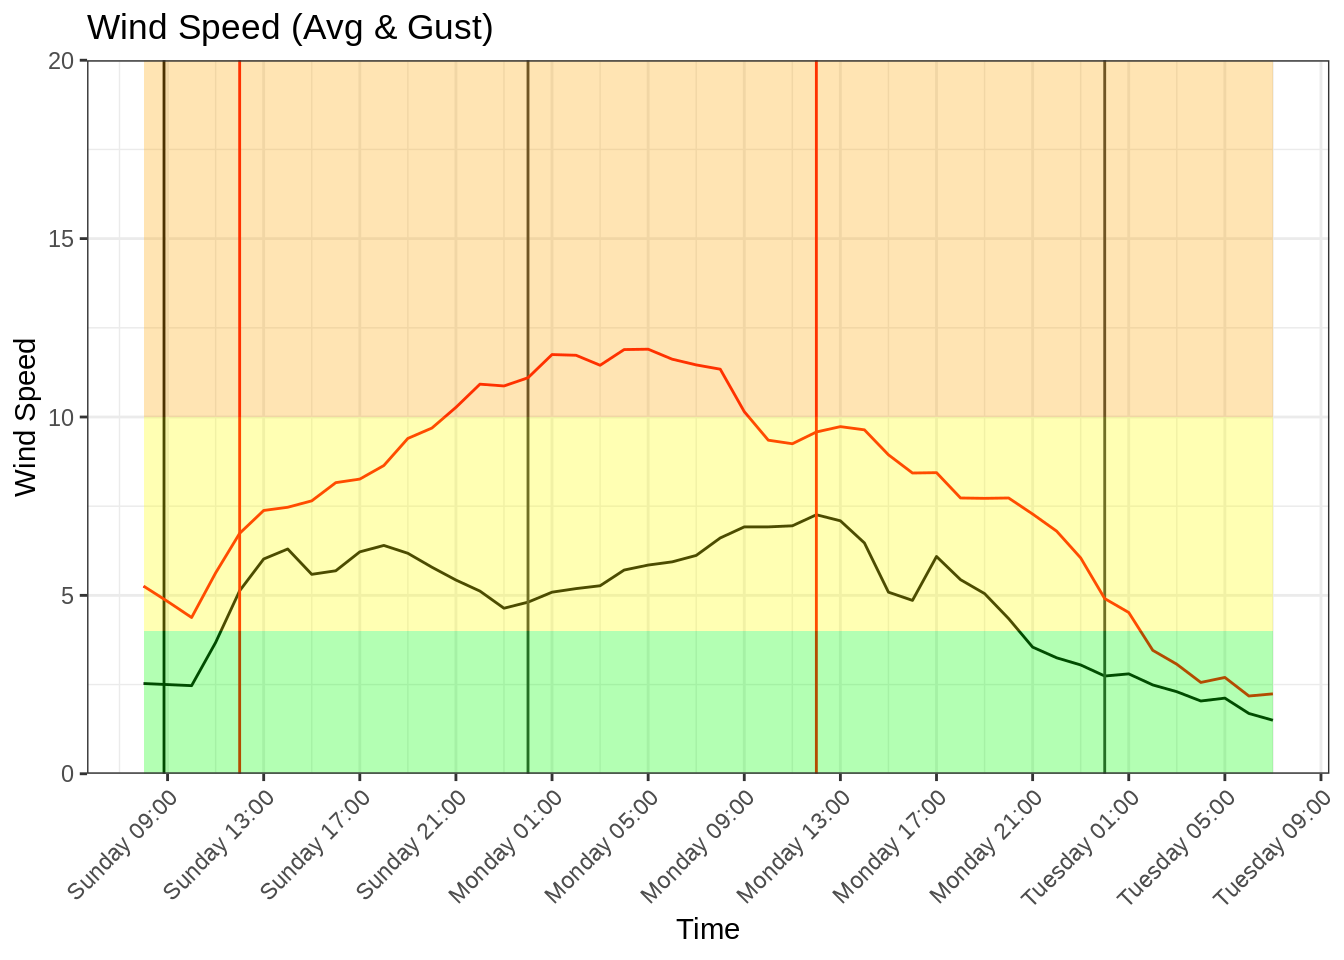 Wind Speed (Avg & Gust)
20
15
10
5
0
Wind Speed
Sunday 09:00
Sunday 13:00
Sunday 17:00
Sunday 21:00
Monday 01:00
Monday 05:00
Monday 09:00
Monday 13:00
Monday 17:00
Monday 21:00
Tuesday 01:00
Tuesday 05:00
Tuesday 09:00
Time